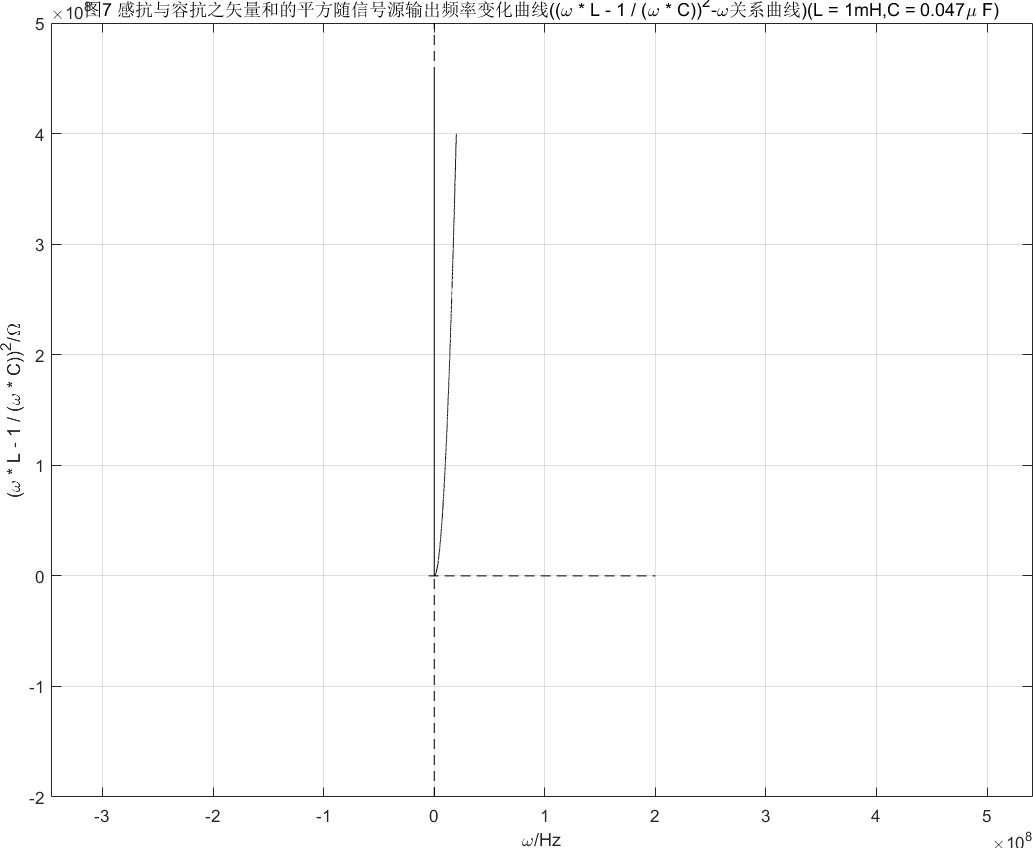 ×10⁸图7 感抗与容抗之矢量和的平方随信号源输出频率变化曲线((ω * L - 1 / (ω * C))²-ω关系曲线)(L = 1mH,C = 0.047μ F)
5
4
3
2
1
0
-1
-2
(ω * L - 1 / (ω * C))²/Ω
-3 -2 -1 0 1 2 3 4 5
ω/Hz
×10⁸